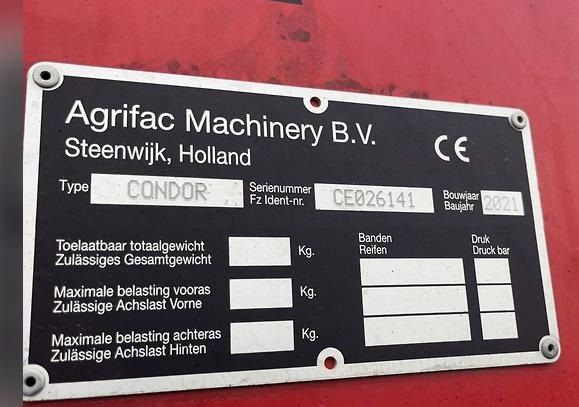 Agrifac Machinery B.V.
Steenwijk, Holland
CE
Type CONDOR
Serienummer
Fz Ident-nr. CE026141
Bouwjaar
Baujahr 2021
Toelaatbar totaalgewicht
Zulässiges Gesamtgewicht Kg.
Maximale belasting vooras
Zulässige Achslast Vorne Kg.
Maximale belasting achteras
Zulässige Achslast Hinten Kg.
Banden
Reifen
Druk
Druck bar